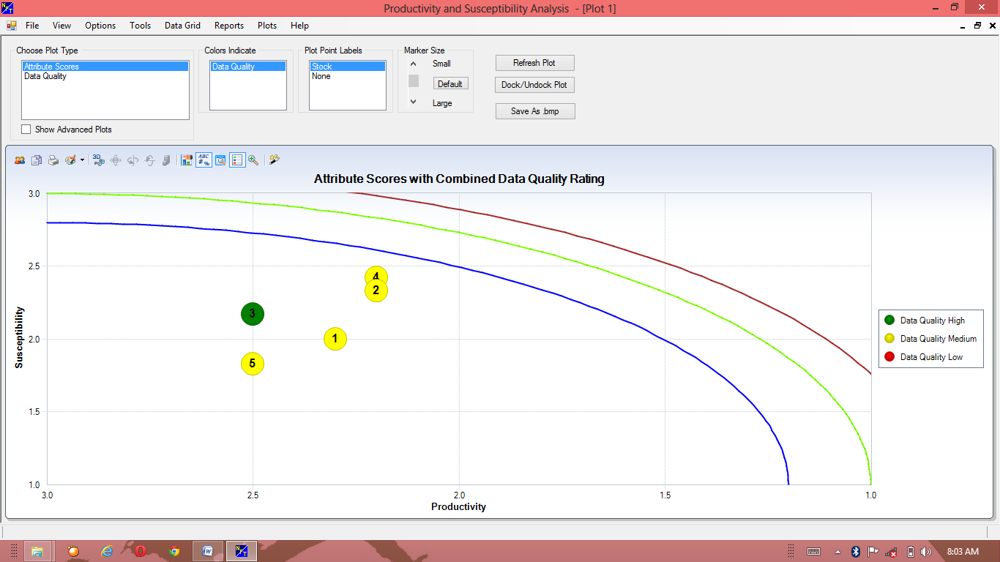 Productivity and Susceptibility Analysis - [Plot 1]
File View Options Tools Data Grid Reports Plots Help
Choose Plot Type Colors Indicate Plot Point Labels Marker Size
Attribute Scores Data Quality Stock Small Refresh Plot
Data Quality None
Default Dock/Undock Plot
Large
Save As .bmp
Show Advanced Plots
3D ABC # %
Attribute Scores with Combined Data Quality Rating
3.0
2.5
4
2
3
Susceptibility
2.0
1
5
1.5
1.0
3.0 2.5 2.0 1.5 1.0
Productivity
Data Quality High
Data Quality Medium
Data Quality Low
8:03 AM